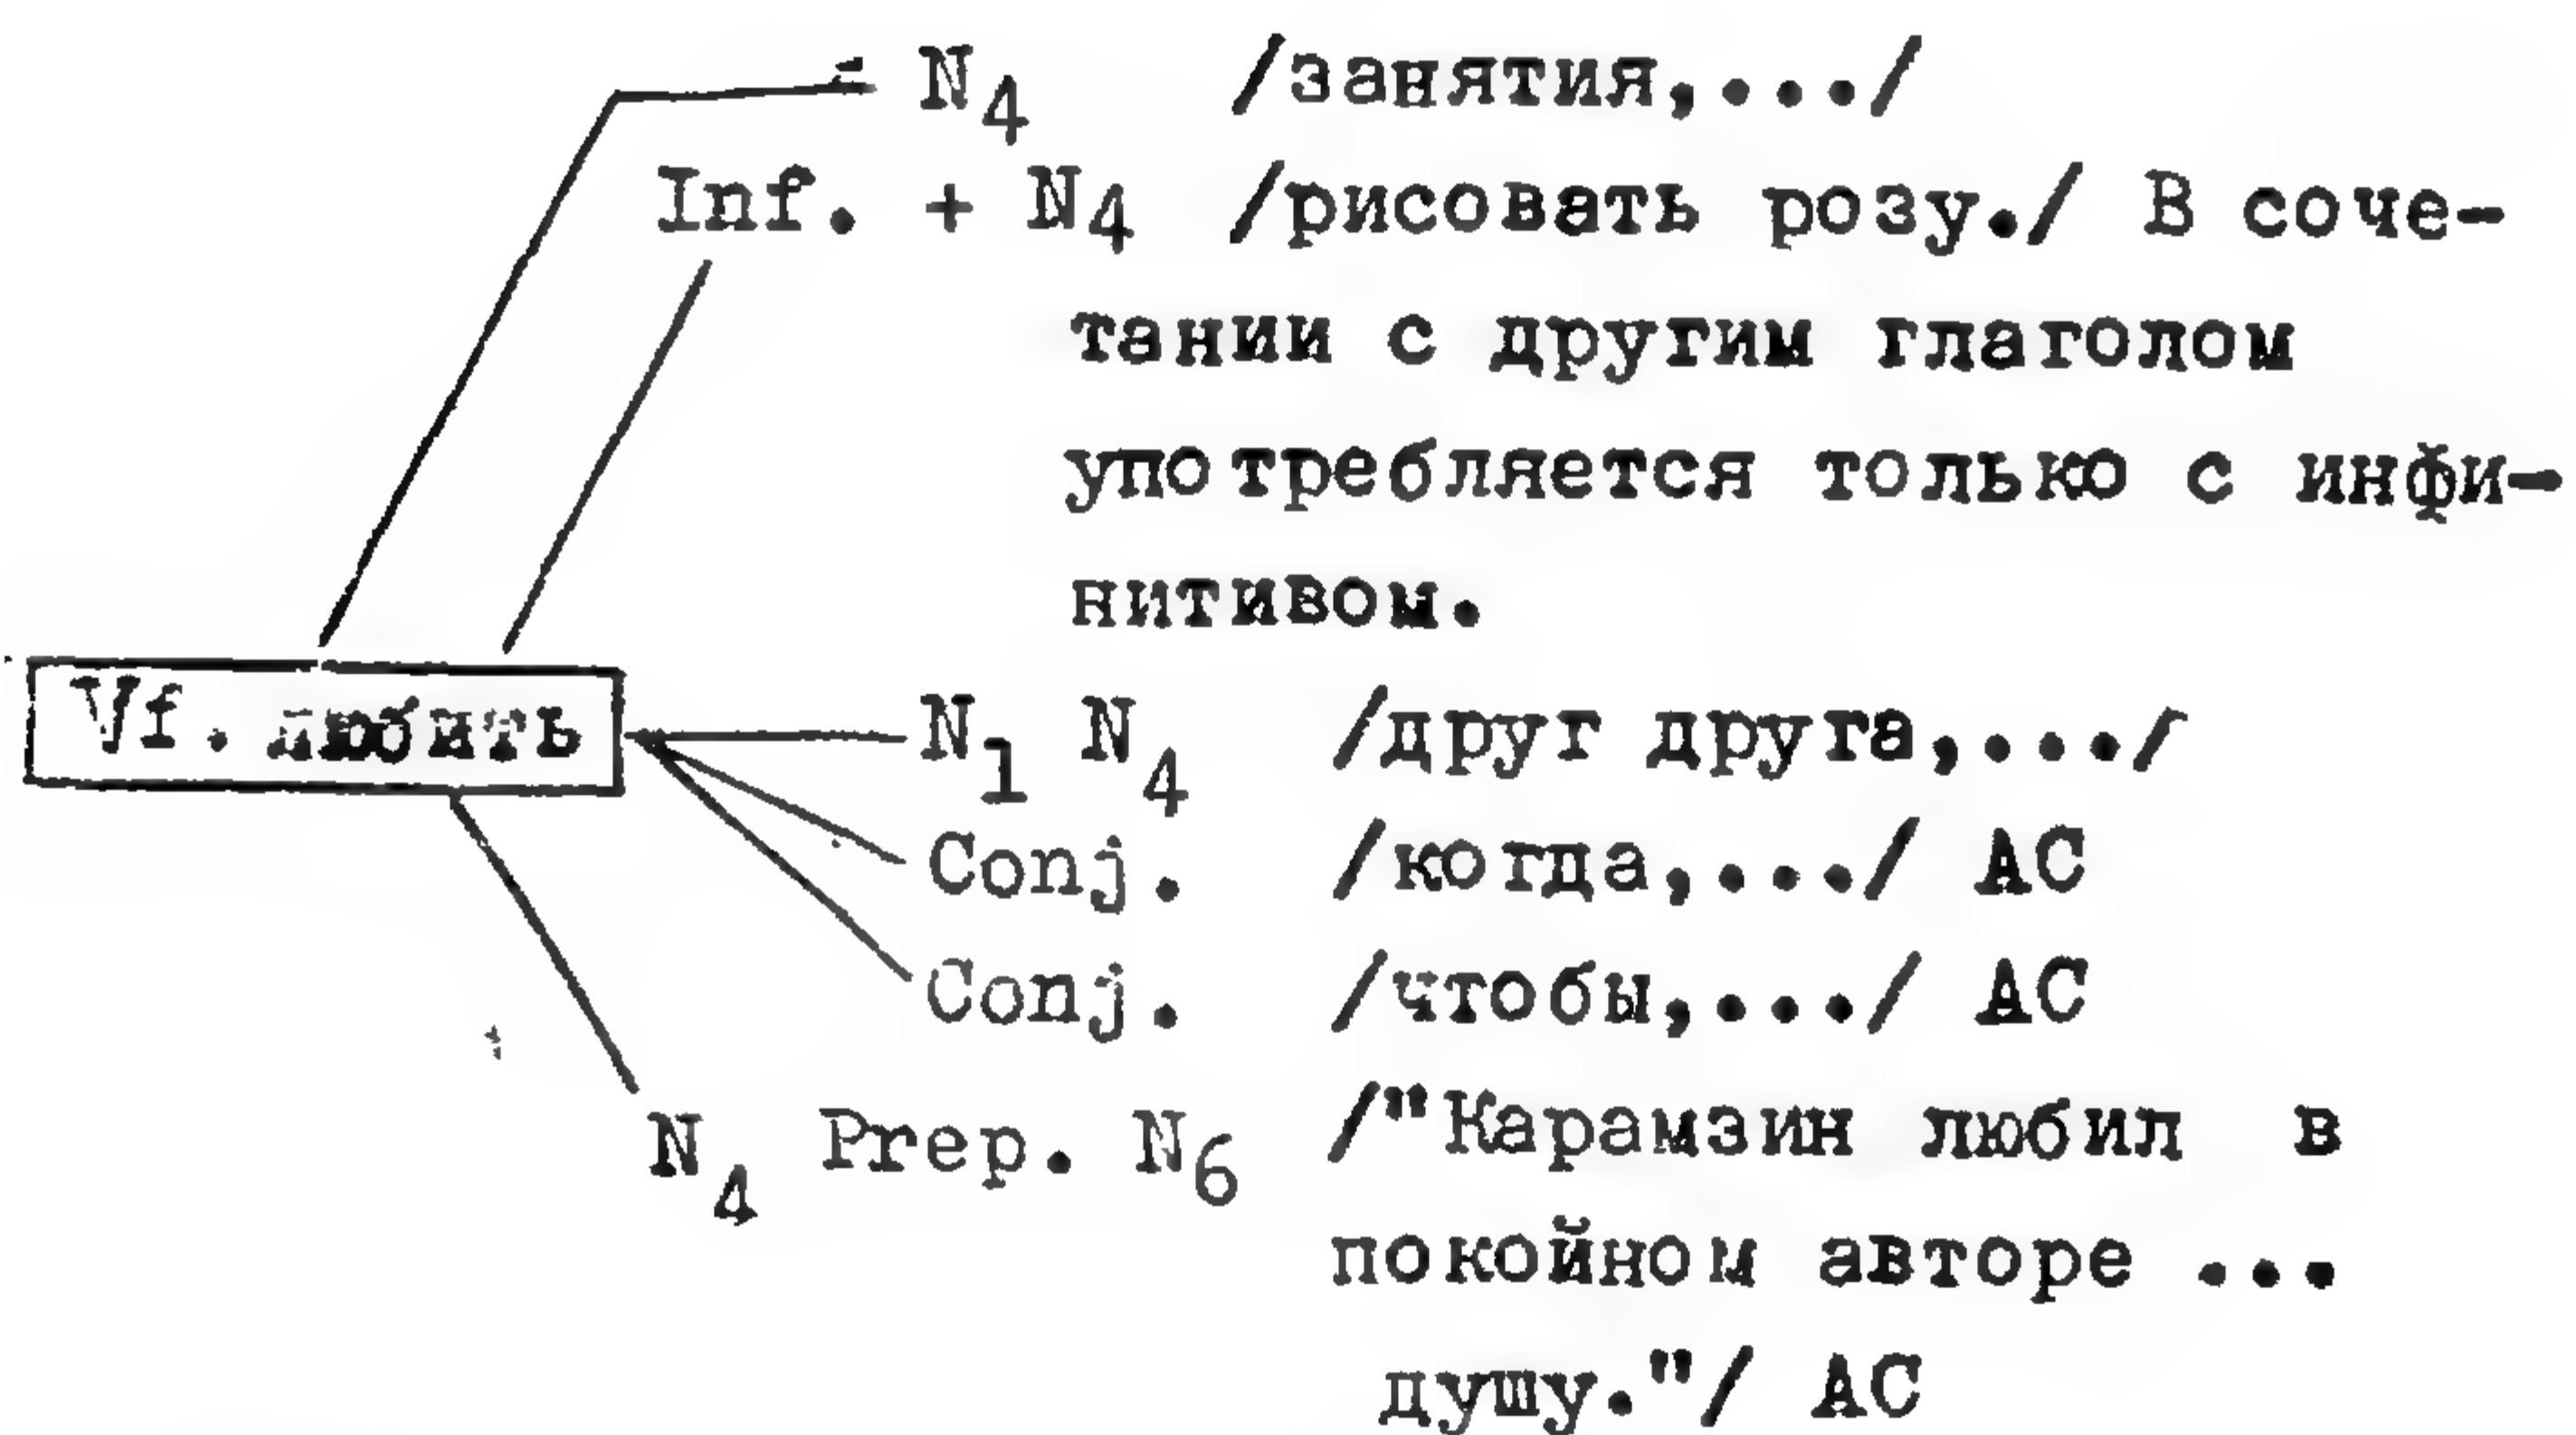 N4 /занятия,.../
Inf. + N4 /рисовать розу./ В соче-
тании с другим глаголом
употребляется только с инфи-
нитивом.
Vf. любить N1 N4 /друг друга,.../
Conj. /когда,.../ АС
Conj. /чтобы,.../ АС
N4 Prep. N6 /"Карамзин любил в
покойном авторе ...
душу."/ АС